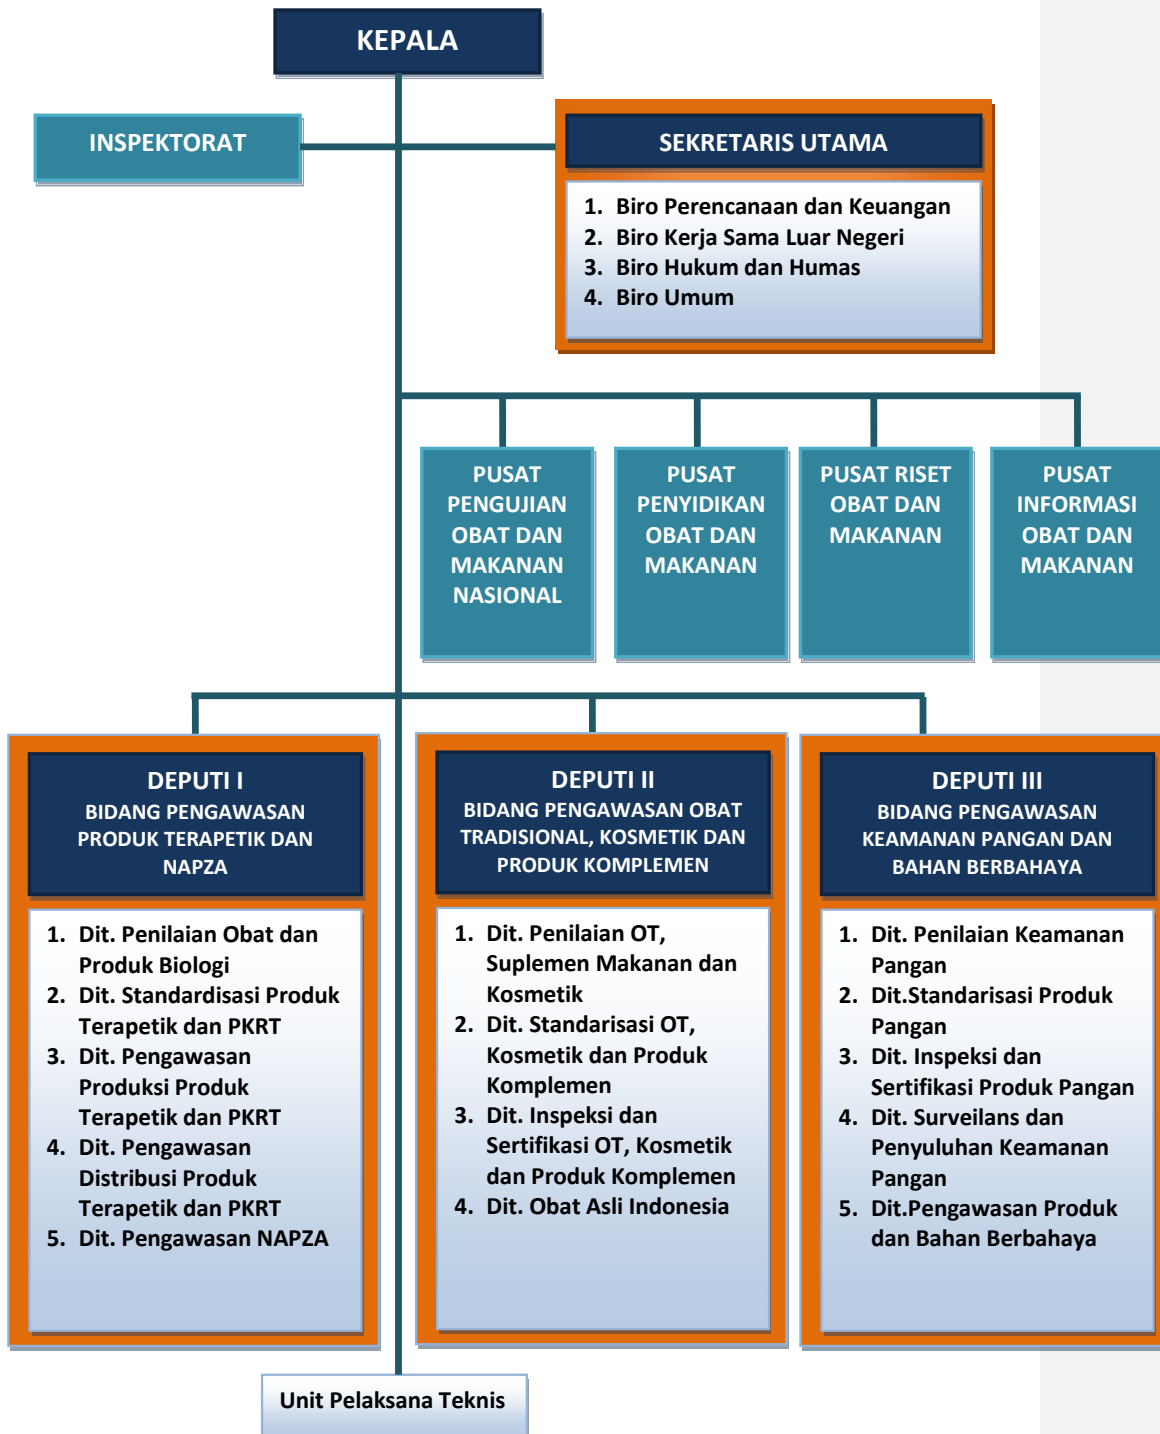 KEPALA
INSPEKTORAT
SEKRETARIS UTAMA
1. Biro Perencanaan dan Keuangan
2. Biro Kerja Sama Luar Negeri
3. Biro Hukum dan Humas
4. Biro Umum
PUSAT
PENGUJIAN
OBAT DAN
MAKANAN
NASIONAL
PUSAT
PENYIDIKAN
OBAT DAN
MAKANAN
PUSAT RISET
OBAT DAN
MAKANAN
PUSAT
INFORMASI
OBAT DAN
MAKANAN
DEPUTI I
BIDANG PENGAWASAN
PRODUK TERAPETIK DAN
NAPZA
1. Dit. Penilaian Obat dan
Produk Biologi
2. Dit. Standardisasi Produk
Terapetik dan PKRT
3. Dit. Pengawasan
Produksi Produk
Terapetik dan PKRT
4. Dit. Pengawasan
Distribusi Produk
Terapetik dan PKRT
5. Dit. Pengawasan NAPZA
DEPUTI II
BIDANG PENGAWASAN OBAT
TRADISIONAL, KOSMETIK DAN
PRODUK KOMPLEMEN
1. Dit. Penilaian OT,
Suplemen Makanan dan
Kosmetik
2. Dit. Standarisasi OT,
Kosmetik dan Produk
Komplemen
3. Dit. Inspeksi dan
Sertifikasi OT, Kosmetik
dan Produk Komplemen
4. Dit. Obat Asli Indonesia
DEPUTI III
BIDANG PENGAWASAN
KEAMANAN PANGAN DAN
BAHAN BERBAHAYA
1. Dit. Penilaian Keamanan
Pangan
2. Dit.Standarisasi Produk
Pangan
3. Dit. Inspeksi dan
Sertifikasi Produk Pangan
4. Dit. Surveilans dan
Penyuluhan Keamanan
Pangan
5. Dit.Pengawasan Produk
dan Bahan Berbahaya
Unit Pelaksana Teknis